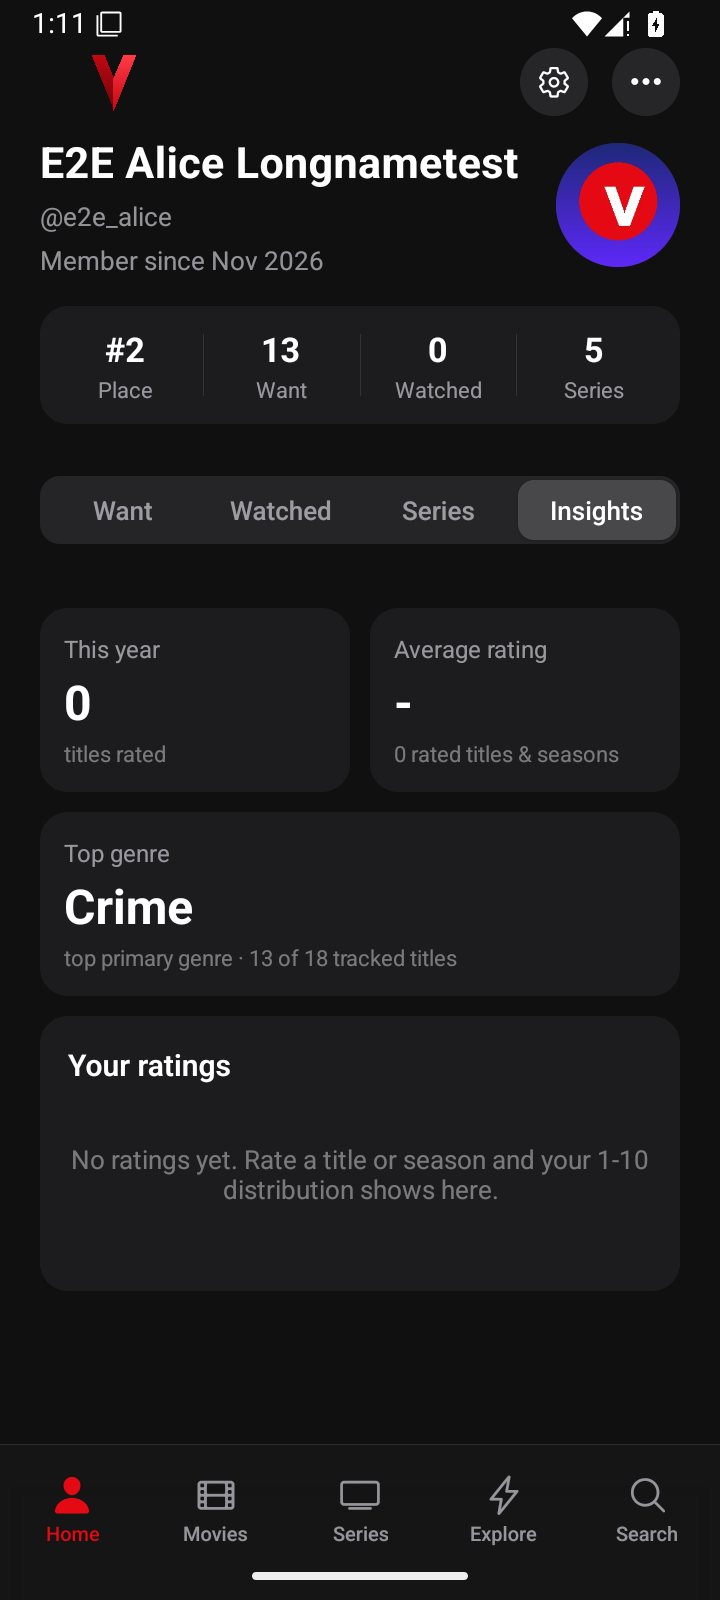 1:11
V
E2E Alice Longnametest
@e2e_alice
Member since Nov 2026
V
#2 13 0 5
Place Want Watched Series
Want Watched Series Insights
This year Average rating
0 -
titles rated 0 rated titles & seasons
Top genre
Crime
top primary genre · 13 of 18 tracked titles
Your ratings
No ratings yet. Rate a title or season and your 1-10
distribution shows here.
Home Movies Series Explore Search